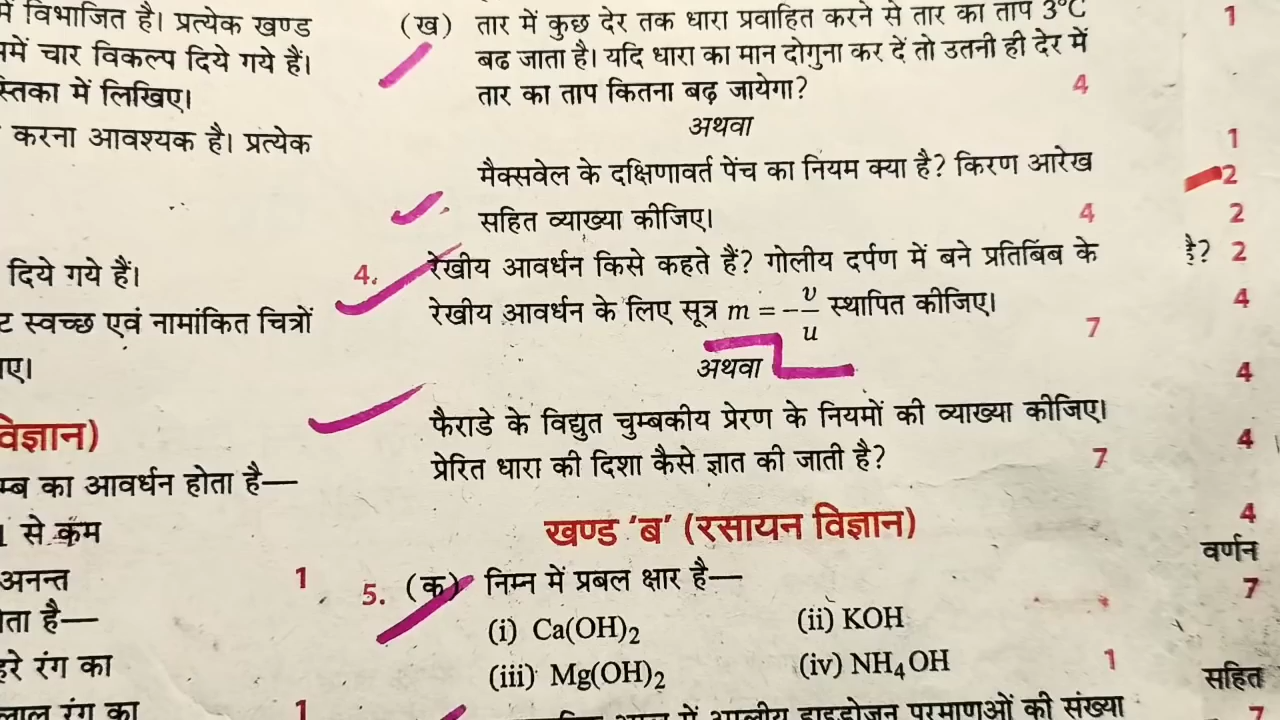 में विभाजित है। प्रत्येक खण्ड
में चार विकल्प दिये गये हैं।
में लिखिए।
करना आवश्यक है। प्रत्येक
दिये गये हैं।
स्वच्छ एवं नामांकित चित्रों
विज्ञान)
का आवर्धन होता है—
1 से कम
अनन्त 1
है—
रंग का
लाल रंग का 1
(ख) तार में कुछ देर तक धारा प्रवाहित करने से तार का ताप 3°C
बढ जाता है। यदि धारा का मान दोगुना कर दें तो उतनी ही देर में
तार का ताप कितना बढ़ जायेगा? 4
अथवा
मैक्सवेल के दक्षिणावर्त पेंच का नियम क्या है? किरण आरेख
सहित व्याख्या कीजिए। 4
4. रेखीय आवर्धन किसे कहते हैं? गोलीय दर्पण में बने प्रतिबिंब के
रेखीय आवर्धन के लिए सूत्र m = -v/u स्थापित कीजिए। 7
अथवा
फैराडे के विद्युत चुम्बकीय प्रेरण के नियमों की व्याख्या कीजिए।
प्रेरित धारा की दिशा कैसे ज्ञात की जाती है? 7
खण्ड 'ब' (रसायन विज्ञान)
5. (क) निम्न में प्रबल क्षार है—
(i) Ca(OH)₂ (ii) KOH
(iii) Mg(OH)₂ (iv) NH₄OH 1
में हाइड्रोजन परमाणुओं की संख्या
1
1
2
2
है? 2
4
4
4
4
वर्णन
7
सहित
7